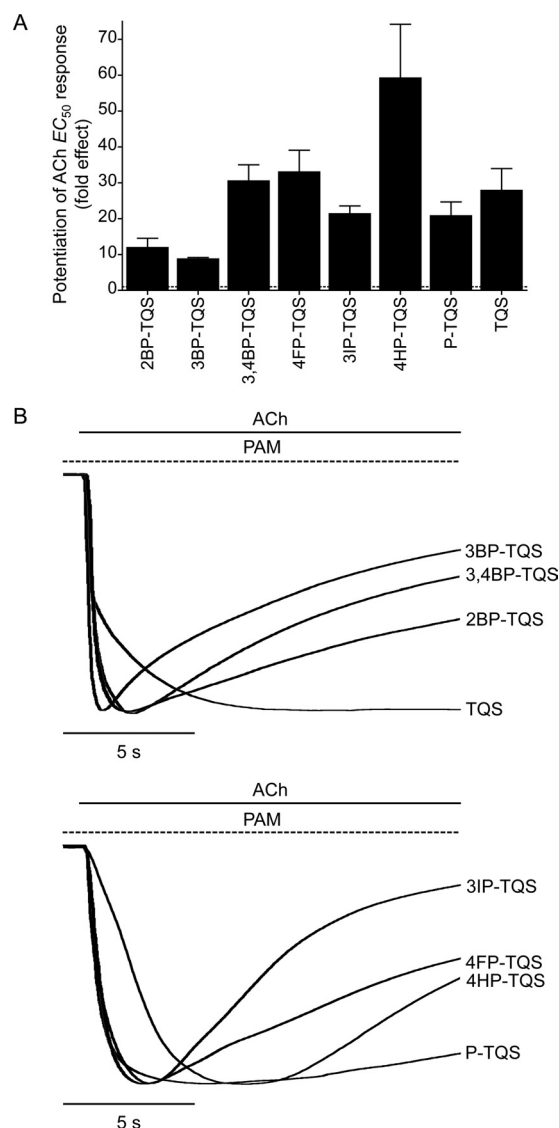 A
Potentiation of ACh EC50 response
(fold effect)
70
60
50
40
30
20
10
0
2BP-TQS
3BP-TQS
3,4BP-TQS
4FP-TQS
3IP-TQS
4HP-TQS
P-TQS
TQS
B
ACh
PAM
3BP-TQS
3,4BP-TQS
2BP-TQS
TQS
5 s
ACh
PAM
3IP-TQS
4FP-TQS
4HP-TQS
P-TQS
5 s